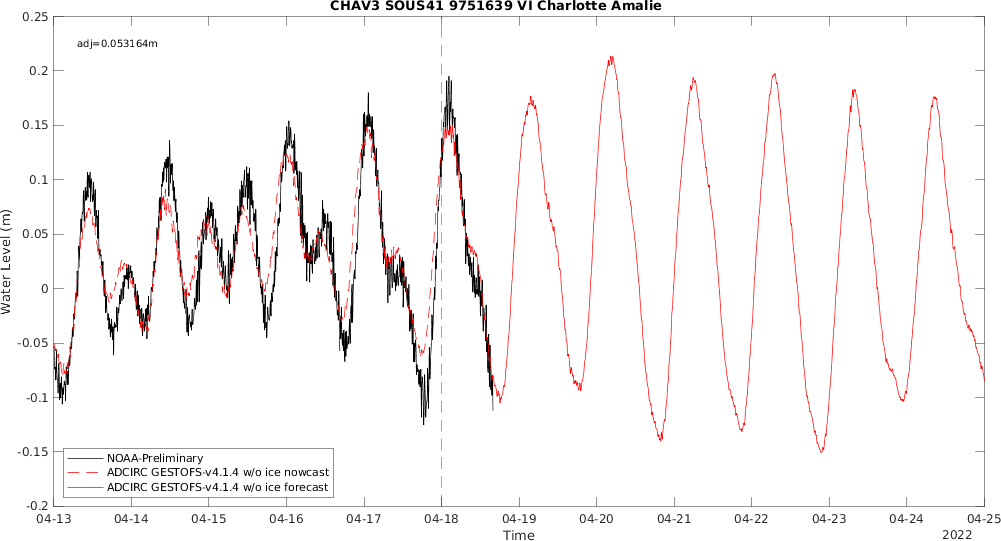 CHAV3 SOUS41 9751639 VI Charlotte Amalie
adj=0.053164m
Water Level (m)
0.25
0.2
0.15
0.1
0.05
0
-0.05
-0.1
-0.15
-0.2
NOAA-Preliminary
ADCIRC GESTOFS-v4.1.4 w/o ice nowcast
ADCIRC GESTOFS-v4.1.4 w/o ice forecast
04-13 04-14 04-15 04-16 04-17 04-18 04-19 04-20 04-21 04-22 04-23 04-24 04-25
Time
2022